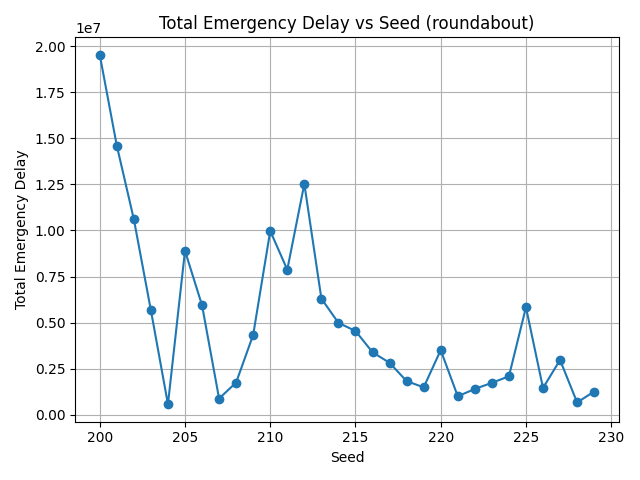 Total Emergency Delay vs Seed (roundabout)
1e7
2.00
1.75
1.50
1.25
1.00
0.75
0.50
0.25
0.00
Total Emergency Delay
200 205 210 215 220 225 230
Seed